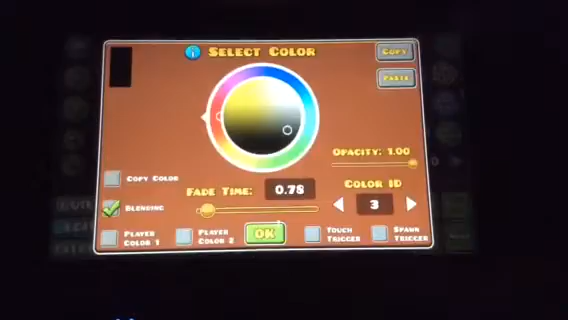 i SELECT COLOR
COPY
PASTE
OPACITY: 1.00
COPY COLOR
FADE TIME: 0.78
COLOR ID
BLENDING
3
PLAYER COLOR 1
PLAYER COLOR 2
OK
TOUCH TRIGGER
SPAWN TRIGGER